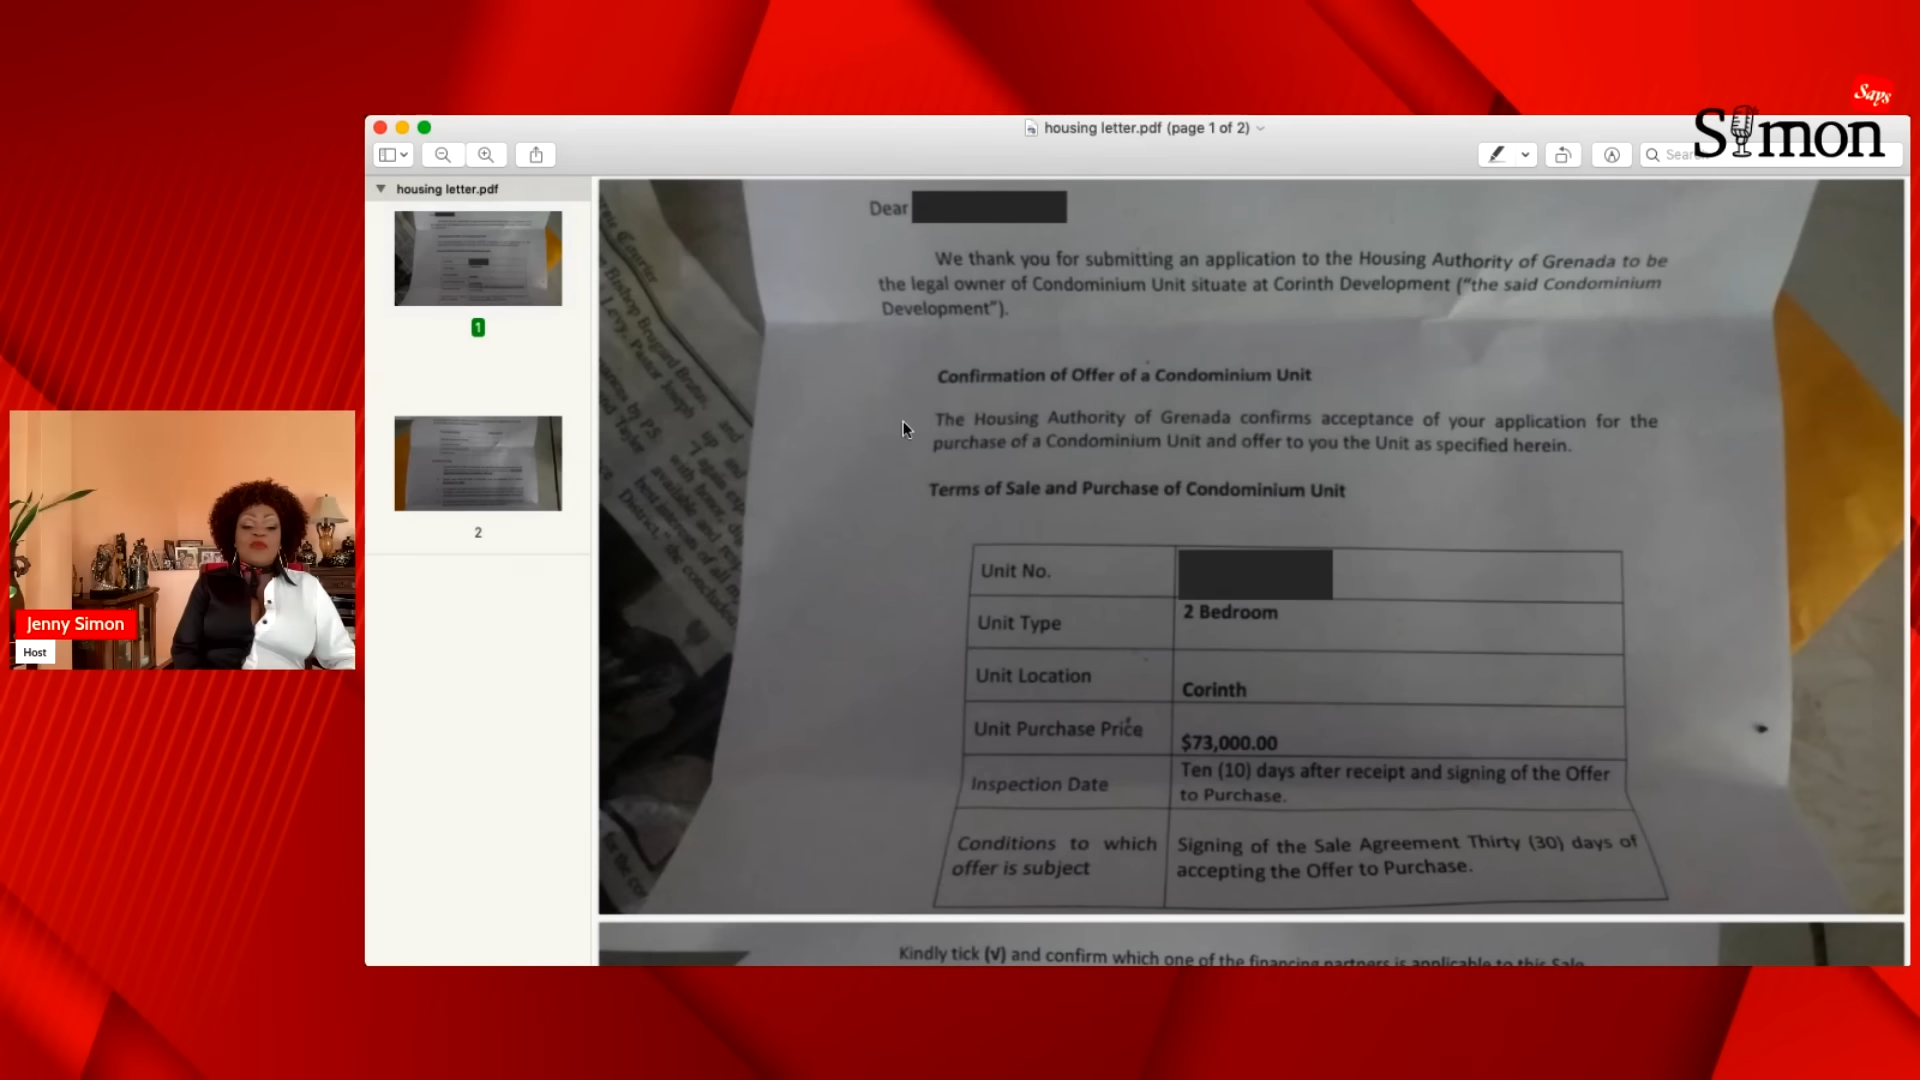 Says
Simon
housing letter.pdf (page 1 of 2)
housing letter.pdf
1
2
Jenny Simon
Host
Dear
We thank you for submitting an application to the Housing Authority of Grenada to be
the legal owner of Condominium Unit situate at Corinth Development ("the said Condominium
Development").
Confirmation of Offer of a Condominium Unit
The Housing Authority of Grenada confirms acceptance of your application for the
purchase of a Condominium Unit and offer to you the Unit as specified herein.
Terms of Sale and Purchase of Condominium Unit
Unit No.
Unit Type
2 Bedroom
Unit Location
Corinth
Unit Purchase Price
$73,000.00
Inspection Date
Ten (10) days after receipt and signing of the Offer
to Purchase.
Conditions to which
offer is subject
Signing of the Sale Agreement Thirty (30) days of
accepting the Offer to Purchase.
Kindly tick (√) and confirm which one of the financing partners is applicable to this Sale